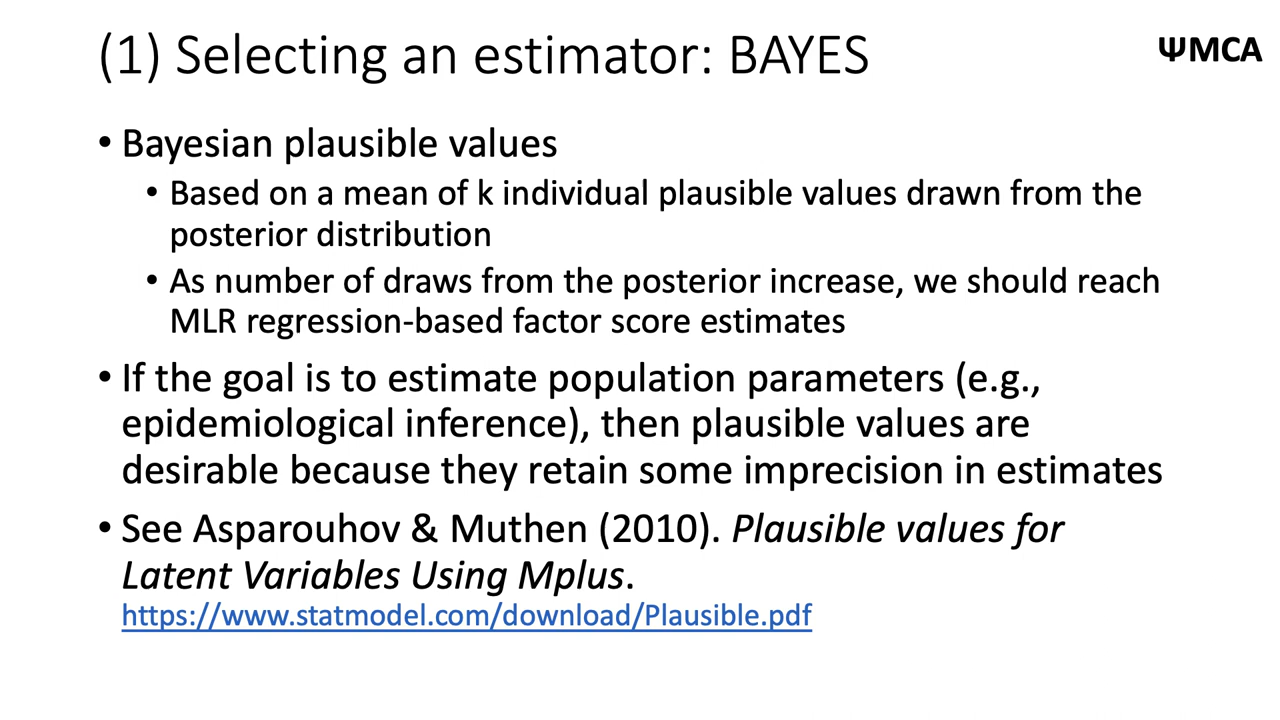 (1) Selecting an estimator: BAYES
ΨMCA
• Bayesian plausible values
• Based on a mean of k individual plausible values drawn from the
posterior distribution
• As number of draws from the posterior increase, we should reach
MLR regression-based factor score estimates
• If the goal is to estimate population parameters (e.g.,
epidemiological inference), then plausible values are
desirable because they retain some imprecision in estimates
• See Asparouhov & Muthen (2010). Plausible values for
Latent Variables Using Mplus.
https://www.statmodel.com/download/Plausible.pdf